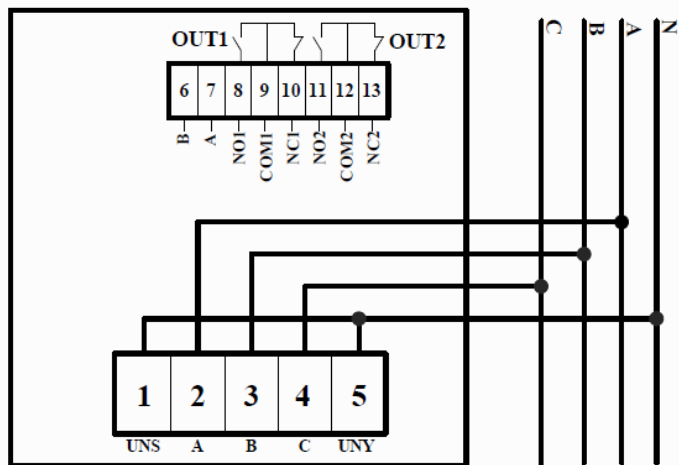 OUT1 OUT2
C B A N
6 7 8 9 10 11 12 13
B A NO1 COM1 NC1 NO2 COM2 NC2
1 2 3 4 5
UNS A B C UNY